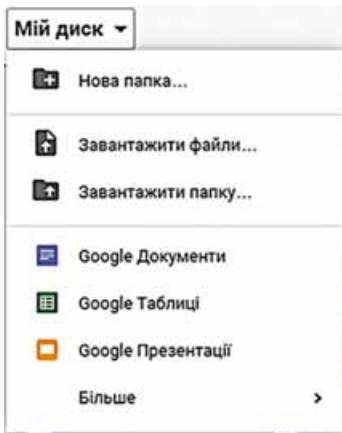 Мій диск
Нова папка...
Завантажити файли...
Завантажити папку...
Google Документи
Google Таблиці
Google Презентації
Більше